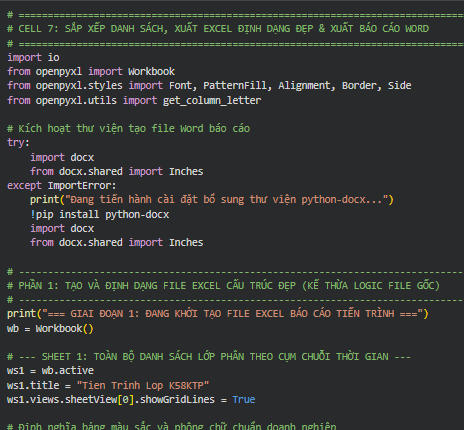 # ==============================================================
# CELL 7: SẮP XẾP DANH SÁCH, XUẤT EXCEL ĐỊNH DẠNG ĐẸP & XUẤT BÁO CÁO WORD
# ==============================================================
import io
from openpyxl import Workbook
from openpyxl.styles import Font, PatternFill, Alignment, Border, Side
from openpyxl.utils import get_column_letter
# Kích hoạt thư viện tạo file Word báo cáo
try:
    import docx
    from docx.shared import Inches
except ImportError:
    print("Đang tiến hành cài đặt bổ sung thư viện python-docx...")
    !pip install python-docx
    import docx
    from docx.shared import Inches
# --------------------------------------------------------------
# PHẦN 1: TẠO VÀ ĐỊNH DẠNG FILE EXCEL CẤU TRÚC ĐẸP (KẾ THỪA LOGIC FILE GỐC)
# --------------------------------------------------------------
print("=== GIAI ĐOẠN 1: ĐANG KHỞI TẠO FILE EXCEL BÁO CÁO TIẾN TRÌNH ===")
wb = Workbook()
# --- SHEET 1: TOÀN BỘ DANH SÁCH LỚP PHÂN THEO CỤM CHUỖI THỜI GIAN ---
ws1 = wb.active
ws1.title = "Tien Trinh Lop K58KTP"
ws1.views.sheetView[0].showGridLines = True
# Định nghĩa bảng màu sắc và phông chữ chuẩn doanh nghiệp